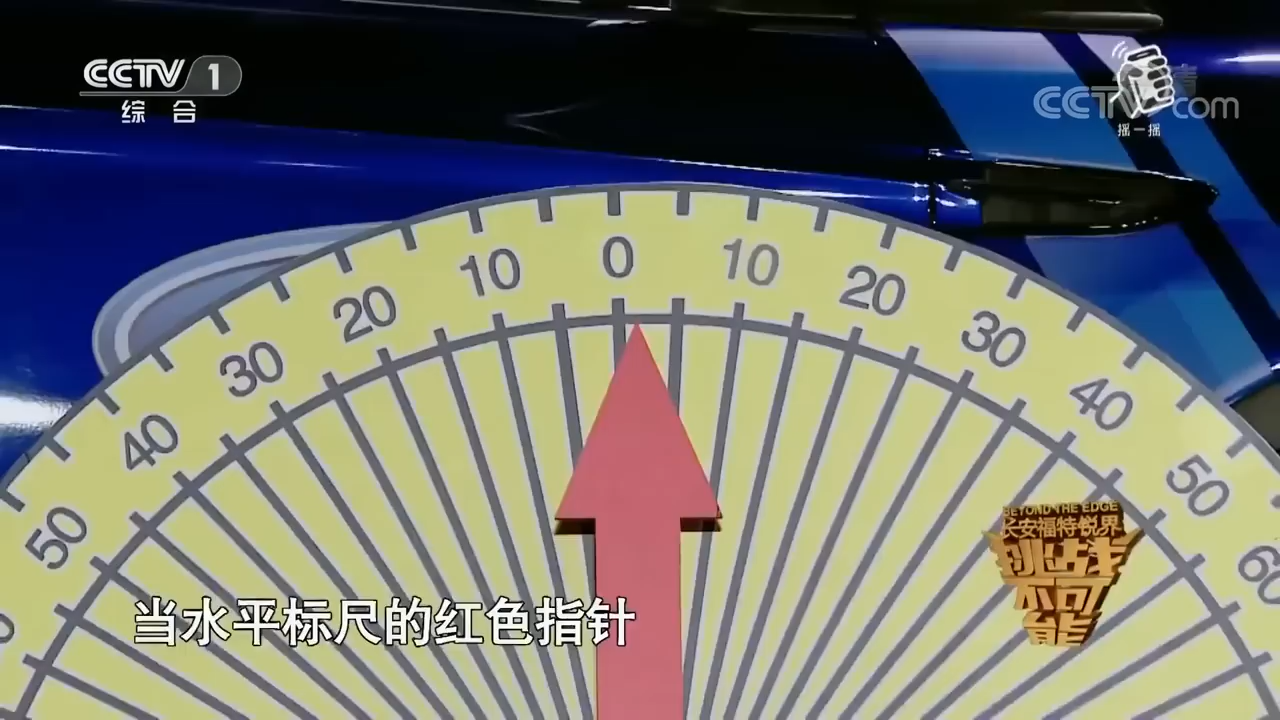 CCTV 1
综合
CCTV com
摇一摇
10 0 10
20 20
30 30
40 40
50 50
60
BEYOND THE EDGE
长安福特锐界
挑战
不可
能
当水平标尺的红色指针